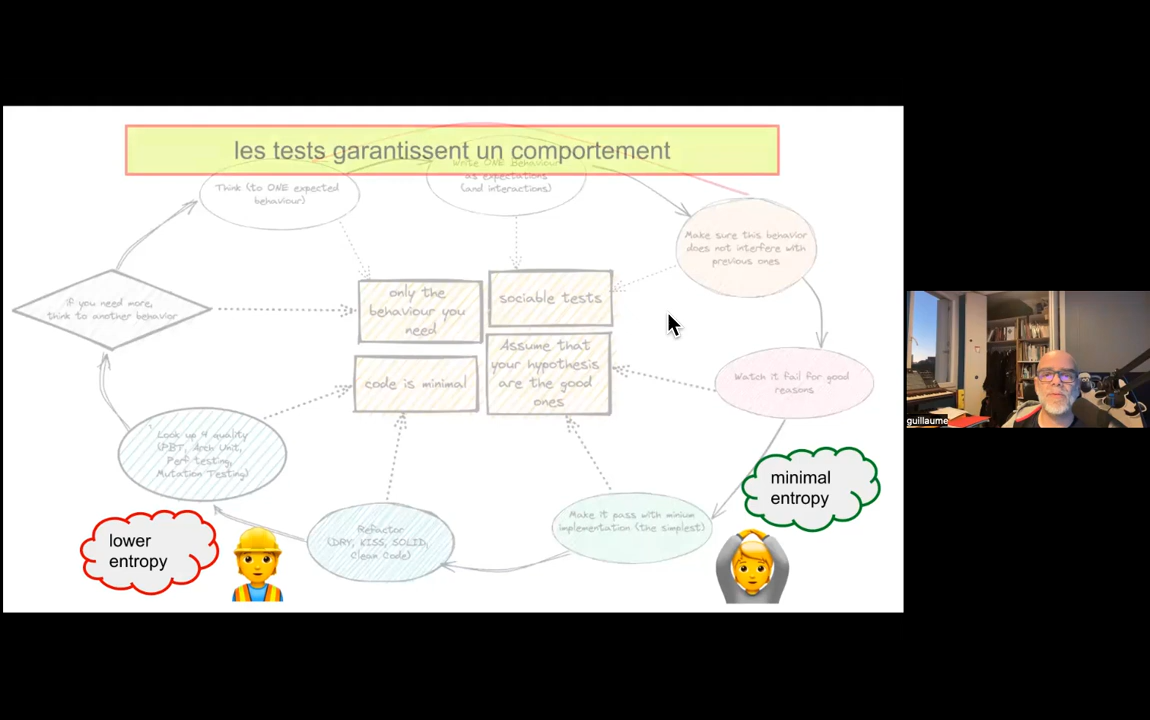 les tests garantissent un comportement
Think (to ONE expected
behaviour)
Write ONE behaviour
as expectations
(and interactions)
Make sure this behavior
does not interfere with
previous ones
only the
behaviour you
need
sociable tests
If you need more,
think to another behavior
code is minimal
Assume that
your hypothesis
are the good
ones
Watch it fail for good
reasons
Look up 4 quality
(PBT, Arch Unit,
Perf testing,
Mutation Testing)
minimal
entropy
Make it pass with minium
implementation (the simplest)
Refactor
(DRY, KISS, SOLID,
Clean Code)
lower
entropy
guillaume